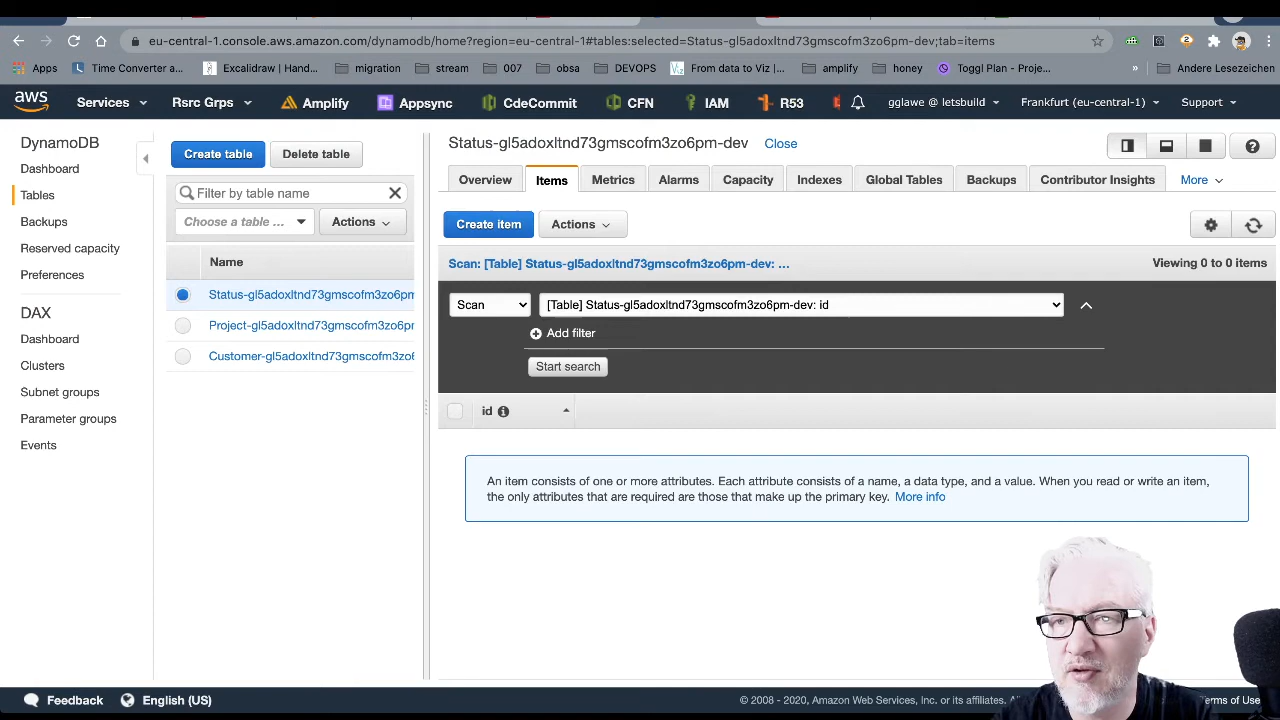 eu-central-1.console.aws.amazon.com/dynamodb/home?region=eu-central-1#tables:selected=Status-gl5adoxltnd73gmscofm3zo6pm-dev;tab=items
Apps Time Converter a... Excalidraw | Hand... migration stream 007 obsa DEVOPS From data to Viz |... amplify honey Toggl Plan - Proje... » Andere Lesezeichen
aws Services Rsrc Grps Amplify Appsync CdeCommit CFN IAM R53 gglawe @ letsbuild Frankfurt (eu-central-1) Support
DynamoDB
Dashboard
Tables
Backups
Reserved capacity
Preferences
DAX
Dashboard
Clusters
Subnet groups
Parameter groups
Events
Create table Delete table
Filter by table name
Choose a table ... Actions
Name
Status-gl5adoxltnd73gmscofm3zo6pm
Project-gl5adoxltnd73gmscofm3zo6pr
Customer-gl5adoxltnd73gmscofm3zo6
Status-gl5adoxltnd73gmscofm3zo6pm-dev Close
Overview Items Metrics Alarms Capacity Indexes Global Tables Backups Contributor Insights More
Create item Actions
Scan: [Table] Status-gl5adoxltnd73gmscofm3zo6pm-dev: ... Viewing 0 to 0 items
Scan [Table] Status-gl5adoxltnd73gmscofm3zo6pm-dev: id
Add filter
Start search
id
An item consists of one or more attributes. Each attribute consists of a name, a data type, and a value. When you read or write an item,
the only attributes that are required are those that make up the primary key. More info
Feedback English (US) © 2008 - 2020, Amazon Web Services, Inc. or its affiliates. Terms of Use